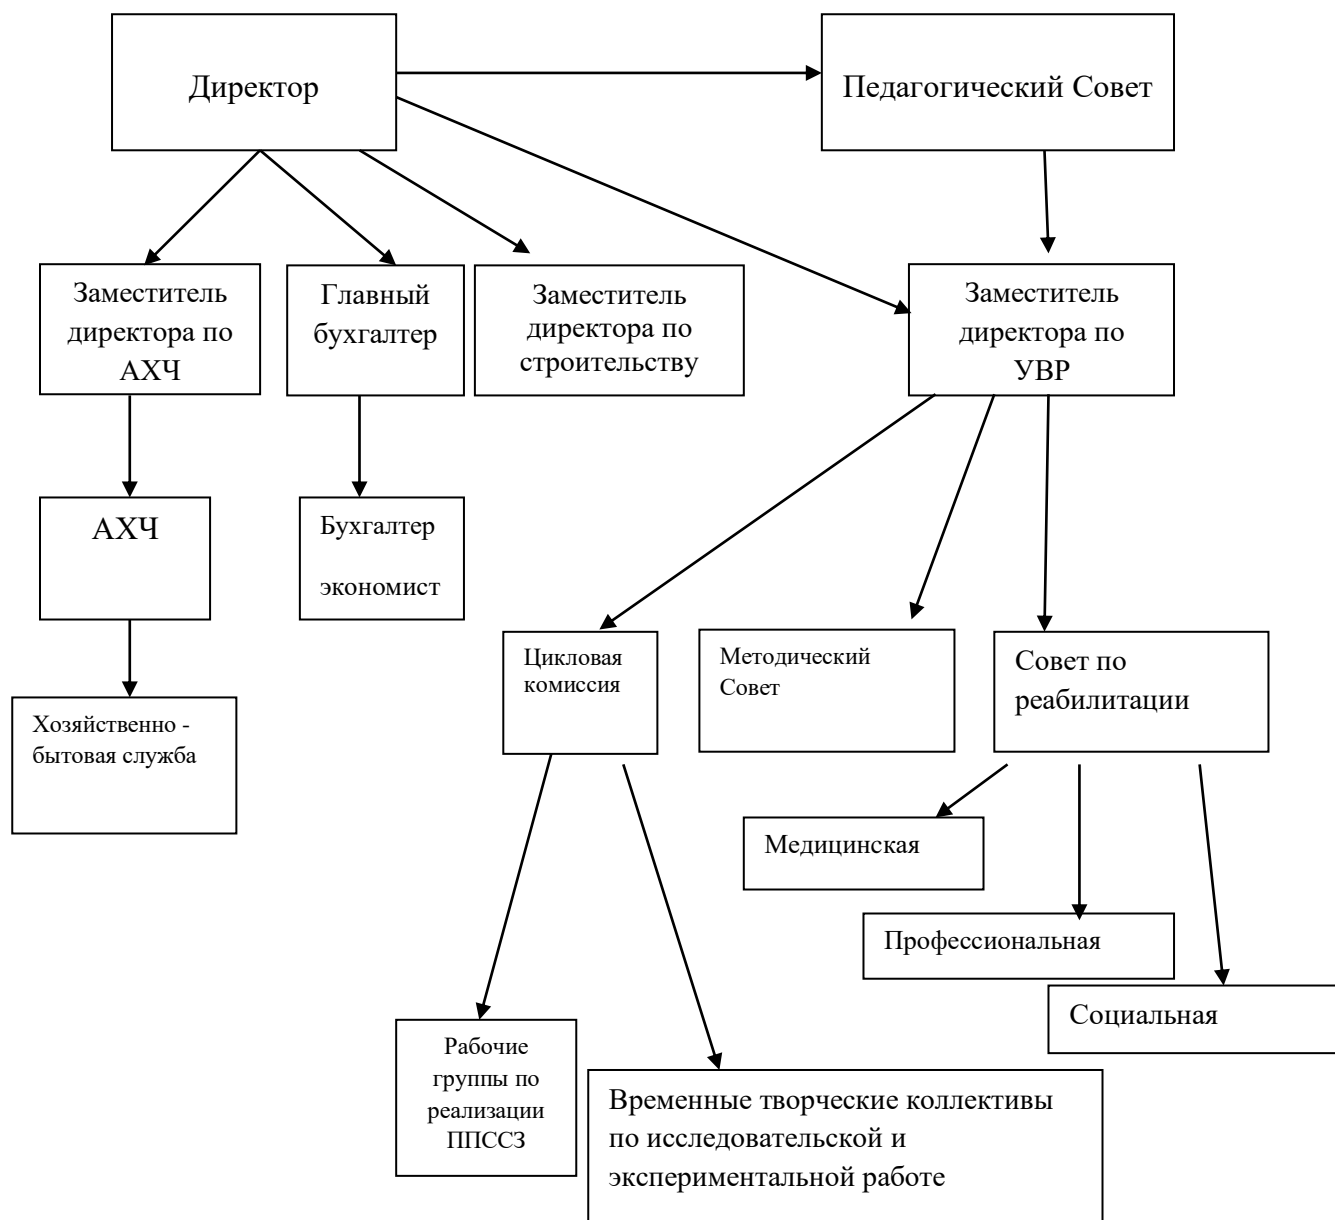 Директор
Педагогический Совет
Заместитель
директора по
АХЧ
Главный
бухгалтер
Заместитель
директора по
строительству
Заместитель
директора по
УВР
АХЧ
Бухгалтер
экономист
Цикловая
комиссия
Методический
Совет
Совет по
реабилитации
Хозяйственно -
бытовая служба
Медицинская
Профессиональная
Социальная
Рабочие
группы по
реализации
ППССЗ
Временные творческие коллективы
по исследовательской и
экспериментальной работе